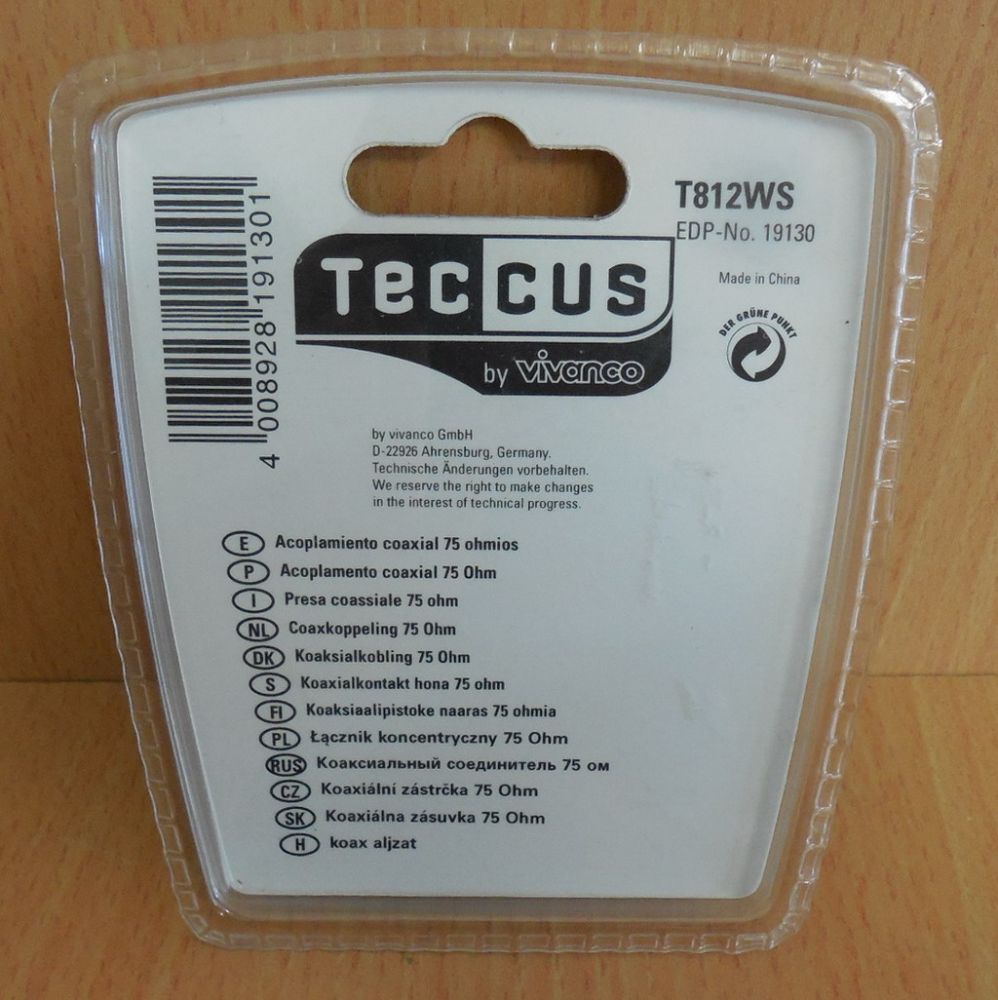 T812WS
EDP-No. 19130
Made in China
DER GRÜNE PUNKT
4 008928 191301
TECCUS
by vivanco
by vivanco GmbH
D-22926 Ahrensburg, Germany.
Technische Änderungen vorbehalten.
We reserve the right to make changes
in the interest of technical progress.
E Acoplamiento coaxial 75 ohmios
P Acoplamento coaxial 75 Ohm
I Presa coassiale 75 ohm
NL Coaxkoppeling 75 Ohm
DK Koaksialkobling 75 Ohm
S Koaxialkontakt hona 75 ohm
FI Koaksiaalipistoke naaras 75 ohmia
PL Łącznik koncentryczny 75 Ohm
RUS Коаксиальный соединитель 75 ом
CZ Koaxiální zástrčka 75 Ohm
SK Koaxiálna zásuvka 75 Ohm
H koax aljzat